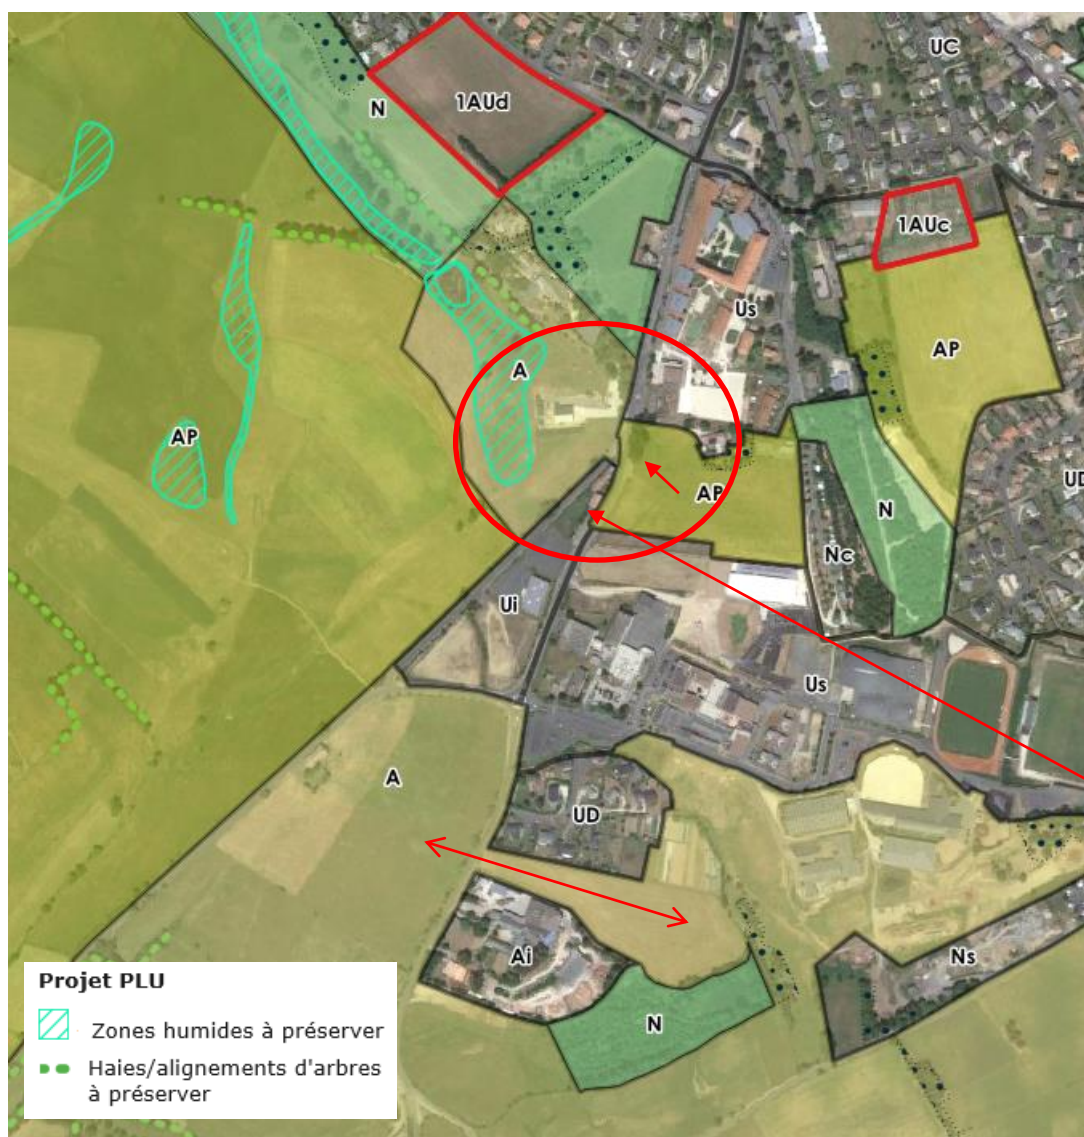 UC
1AUd
N
1AUc
Us
AP
A
AP
AP
N
UD
Nc
Ui
Us
A
UD
Ai
Ns
N
Projet PLU
Zones humides à préserver
Haies/alignements d'arbres
à préserver